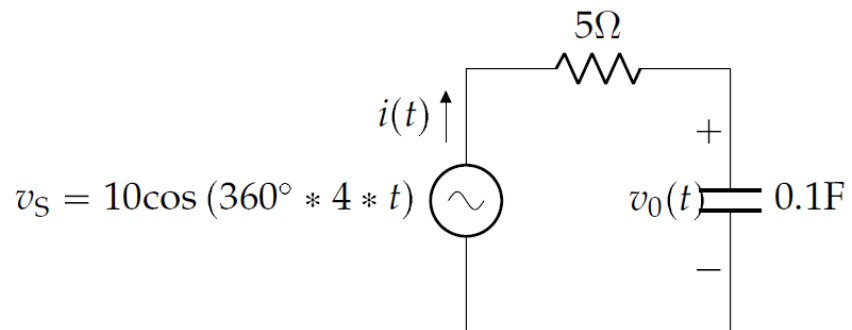 5Ω
i(t)
+
v_S = 10cos (360° * 4 * t)
v_0(t)
0.1F
−